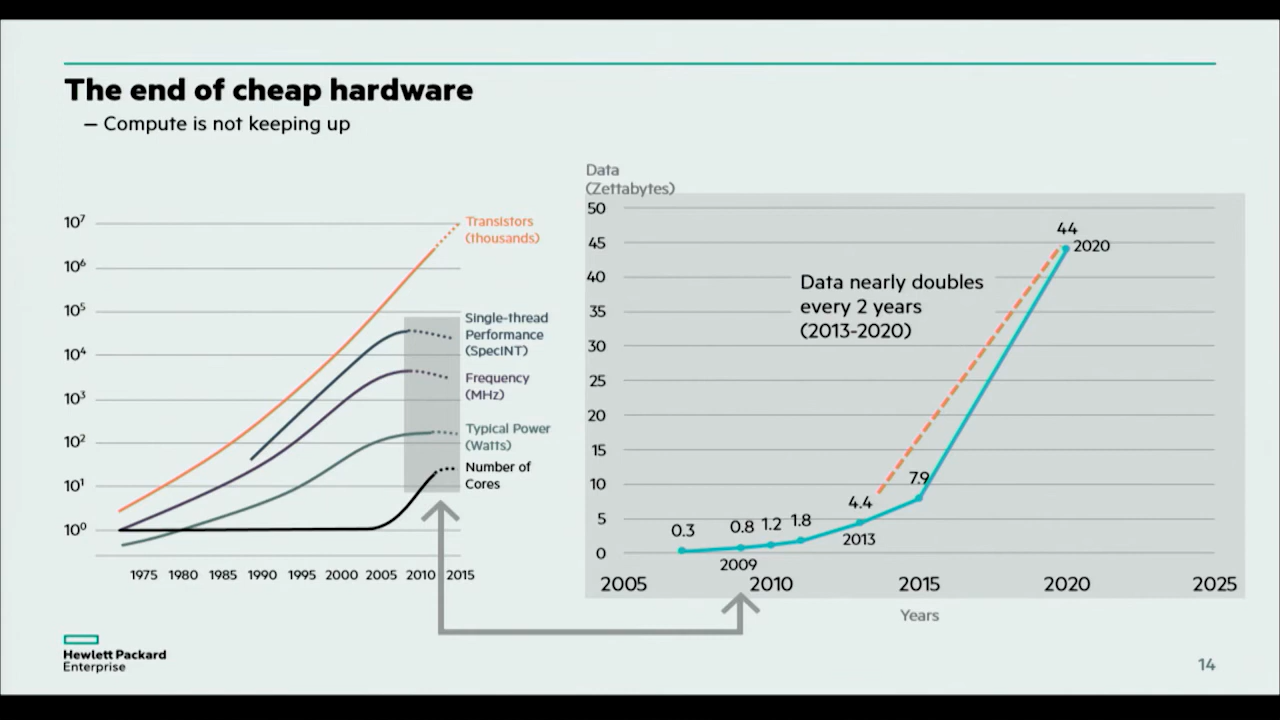 The end of cheap hardware
– Compute is not keeping up
10⁷
10⁶
10⁵
10⁴
10³
10²
10¹
10⁰
Transistors
(thousands)
Single-thread
Performance
(SpecINT)
Frequency
(MHz)
Typical Power
(Watts)
Number of
Cores
1975 1980 1985 1990 1995 2000 2005 2010 2015
Data
(Zettabytes)
50
45
40
35
30
25
20
15
10
5
0
Data nearly doubles
every 2 years
(2013-2020)
0.3
0.8
1.2
1.8
4.4
7.9
44
2009
2013
2020
2005 2010 2015 2020 2025
Years
Hewlett Packard
Enterprise
14